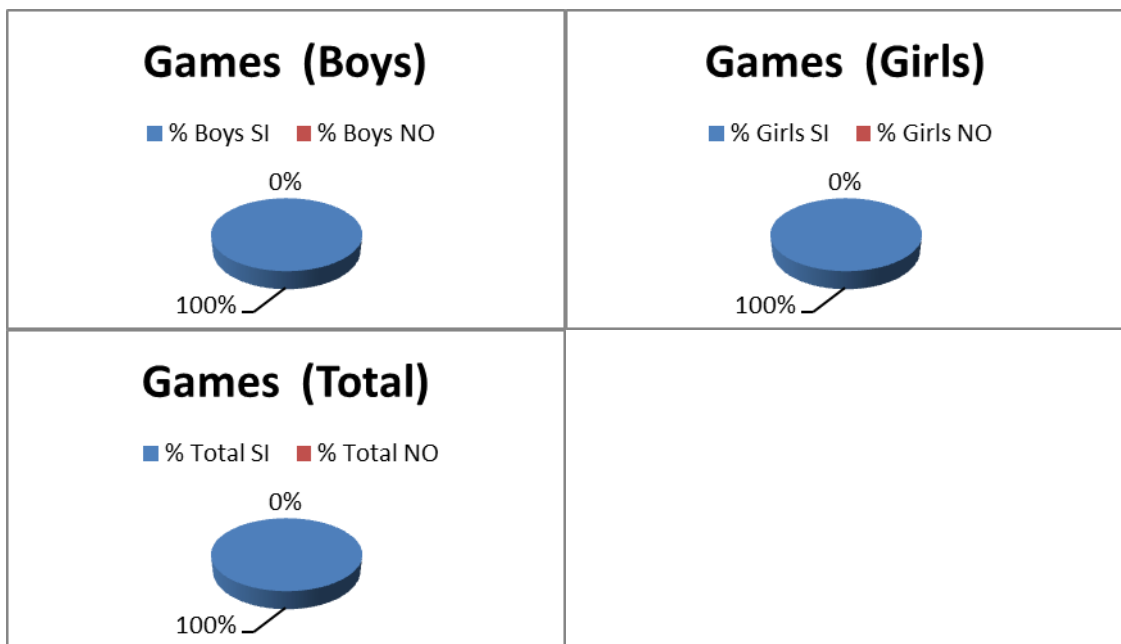 Games  (Boys)
% Boys SI % Boys NO
0%
100%
Games  (Girls)
% Girls SI % Girls NO
0%
100%
Games  (Total)
% Total SI % Total NO
0%
100%